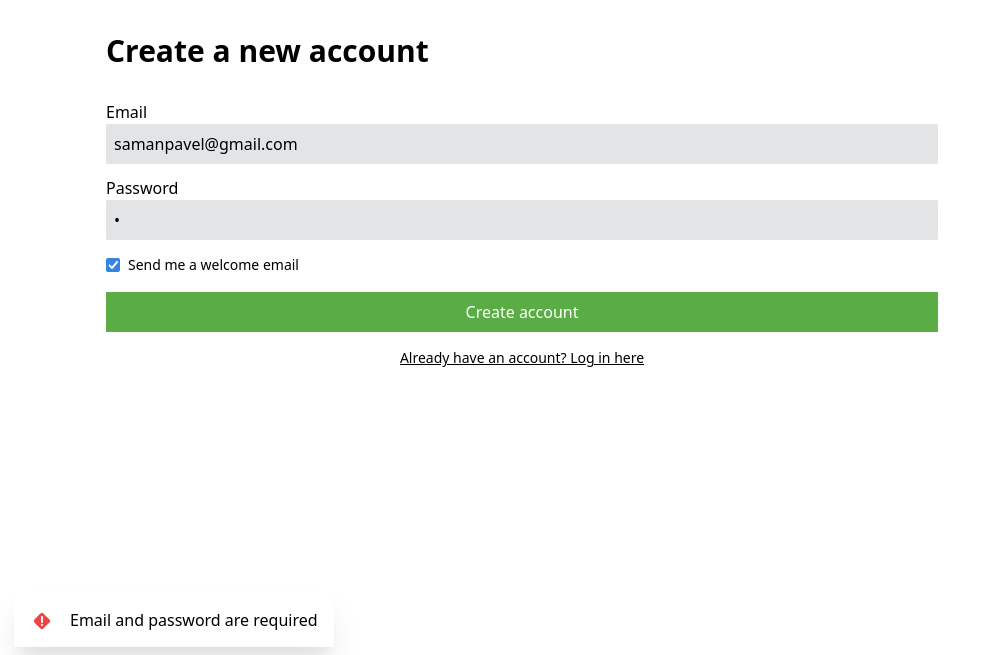 Create a new account
Email
samanpavel@gmail.com
Password
•
Send me a welcome email
Create account
Already have an account? Log in here
Email and password are required